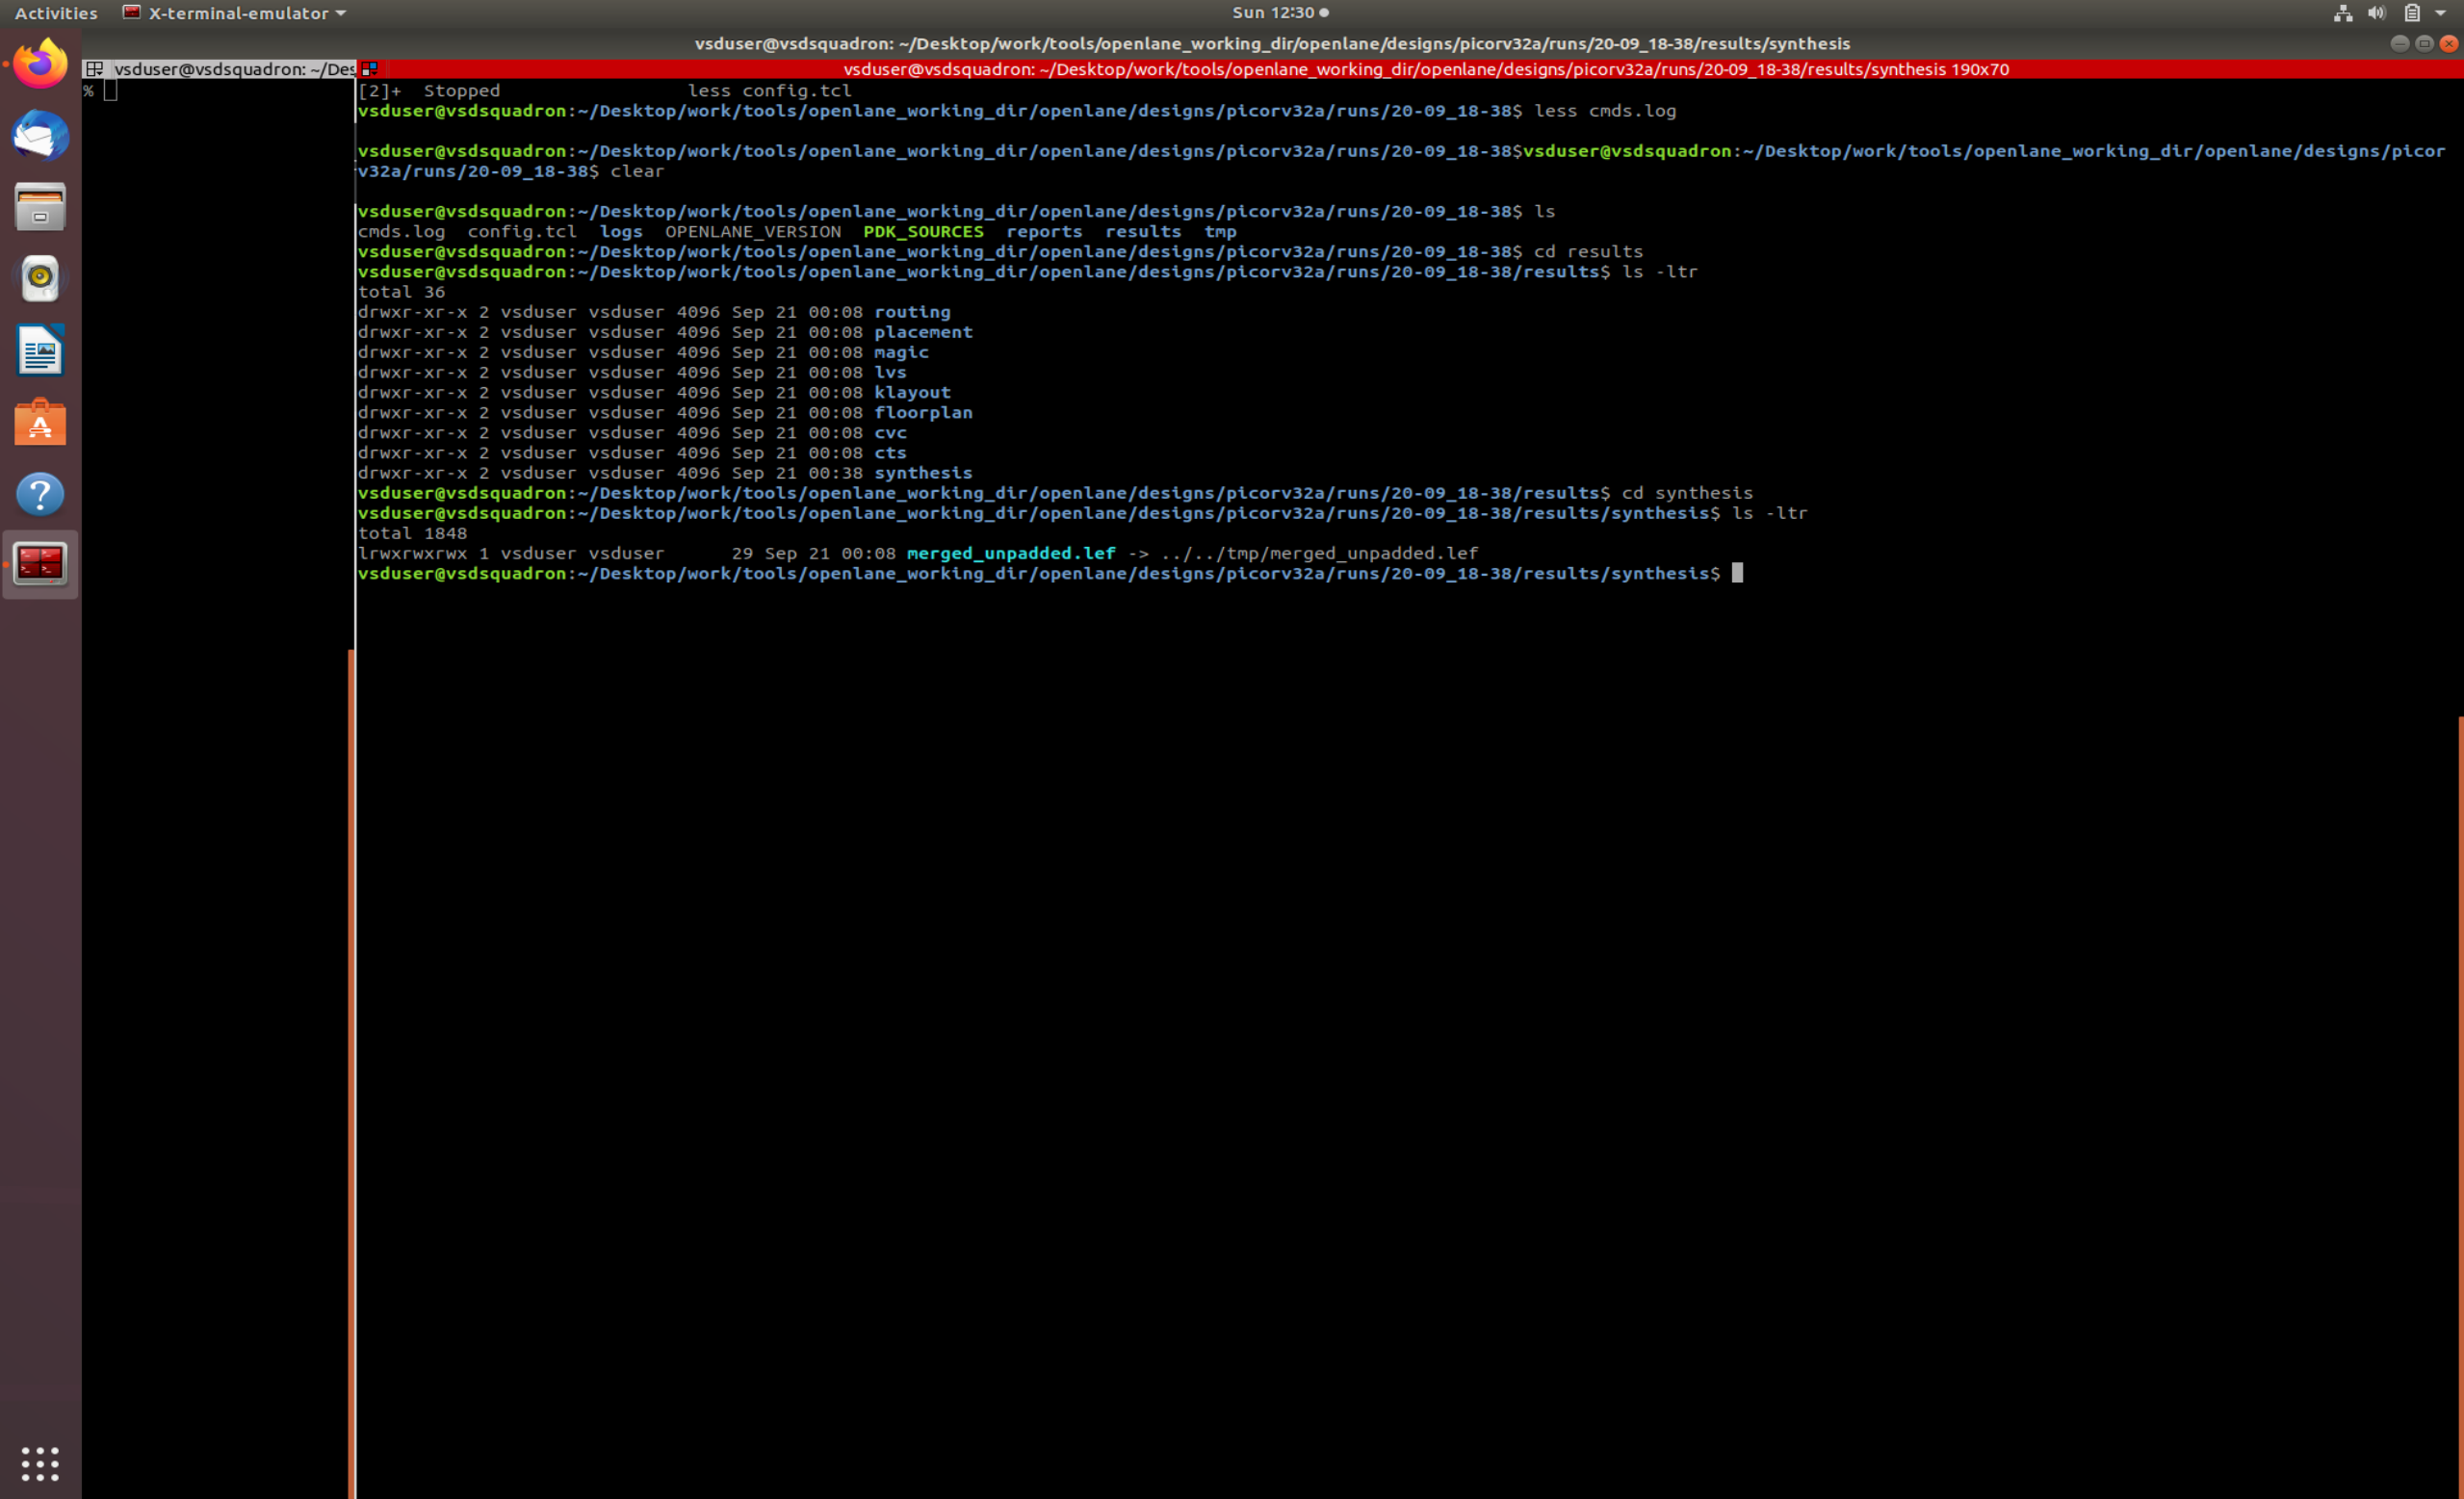 Activities X-terminal-emulator Sun 12:30
vsduser@vsdsquadron: ~/Desktop/work/tools/openlane_working_dir/openlane/designs/picorv32a/runs/20-09_18-38/results/synthesis
vsduser@vsdsquadron: ~/Des
vsduser@vsdsquadron: ~/Desktop/work/tools/openlane_working_dir/openlane/designs/picorv32a/runs/20-09_18-38/results/synthesis 190x70
%
[2]+  Stopped                 less config.tcl
vsduser@vsdsquadron:~/Desktop/work/tools/openlane_working_dir/openlane/designs/picorv32a/runs/20-09_18-38$ less cmds.log
vsduser@vsdsquadron:~/Desktop/work/tools/openlane_working_dir/openlane/designs/picorv32a/runs/20-09_18-38$vsduser@vsdsquadron:~/Desktop/work/tools/openlane_working_dir/openlane/designs/picor
v32a/runs/20-09_18-38$ clear
vsduser@vsdsquadron:~/Desktop/work/tools/openlane_working_dir/openlane/designs/picorv32a/runs/20-09_18-38$ ls
cmds.log  config.tcl  logs  OPENLANE_VERSION  PDK_SOURCES  reports  results  tmp
vsduser@vsdsquadron:~/Desktop/work/tools/openlane_working_dir/openlane/designs/picorv32a/runs/20-09_18-38$ cd results
vsduser@vsdsquadron:~/Desktop/work/tools/openlane_working_dir/openlane/designs/picorv32a/runs/20-09_18-38/results$ ls -ltr
total 36
drwxr-xr-x 2 vsduser vsduser 4096 Sep 21 00:08 routing
drwxr-xr-x 2 vsduser vsduser 4096 Sep 21 00:08 placement
drwxr-xr-x 2 vsduser vsduser 4096 Sep 21 00:08 magic
drwxr-xr-x 2 vsduser vsduser 4096 Sep 21 00:08 lvs
drwxr-xr-x 2 vsduser vsduser 4096 Sep 21 00:08 klayout
drwxr-xr-x 2 vsduser vsduser 4096 Sep 21 00:08 floorplan
drwxr-xr-x 2 vsduser vsduser 4096 Sep 21 00:08 cvc
drwxr-xr-x 2 vsduser vsduser 4096 Sep 21 00:08 cts
drwxr-xr-x 2 vsduser vsduser 4096 Sep 21 00:38 synthesis
vsduser@vsdsquadron:~/Desktop/work/tools/openlane_working_dir/openlane/designs/picorv32a/runs/20-09_18-38/results$ cd synthesis
vsduser@vsdsquadron:~/Desktop/work/tools/openlane_working_dir/openlane/designs/picorv32a/runs/20-09_18-38/results/synthesis$ ls -ltr
total 1848
lrwxrwxrwx 1 vsduser vsduser      29 Sep 21 00:08 merged_unpadded.lef -> ../../tmp/merged_unpadded.lef
vsduser@vsdsquadron:~/Desktop/work/tools/openlane_working_dir/openlane/designs/picorv32a/runs/20-09_18-38/results/synthesis$